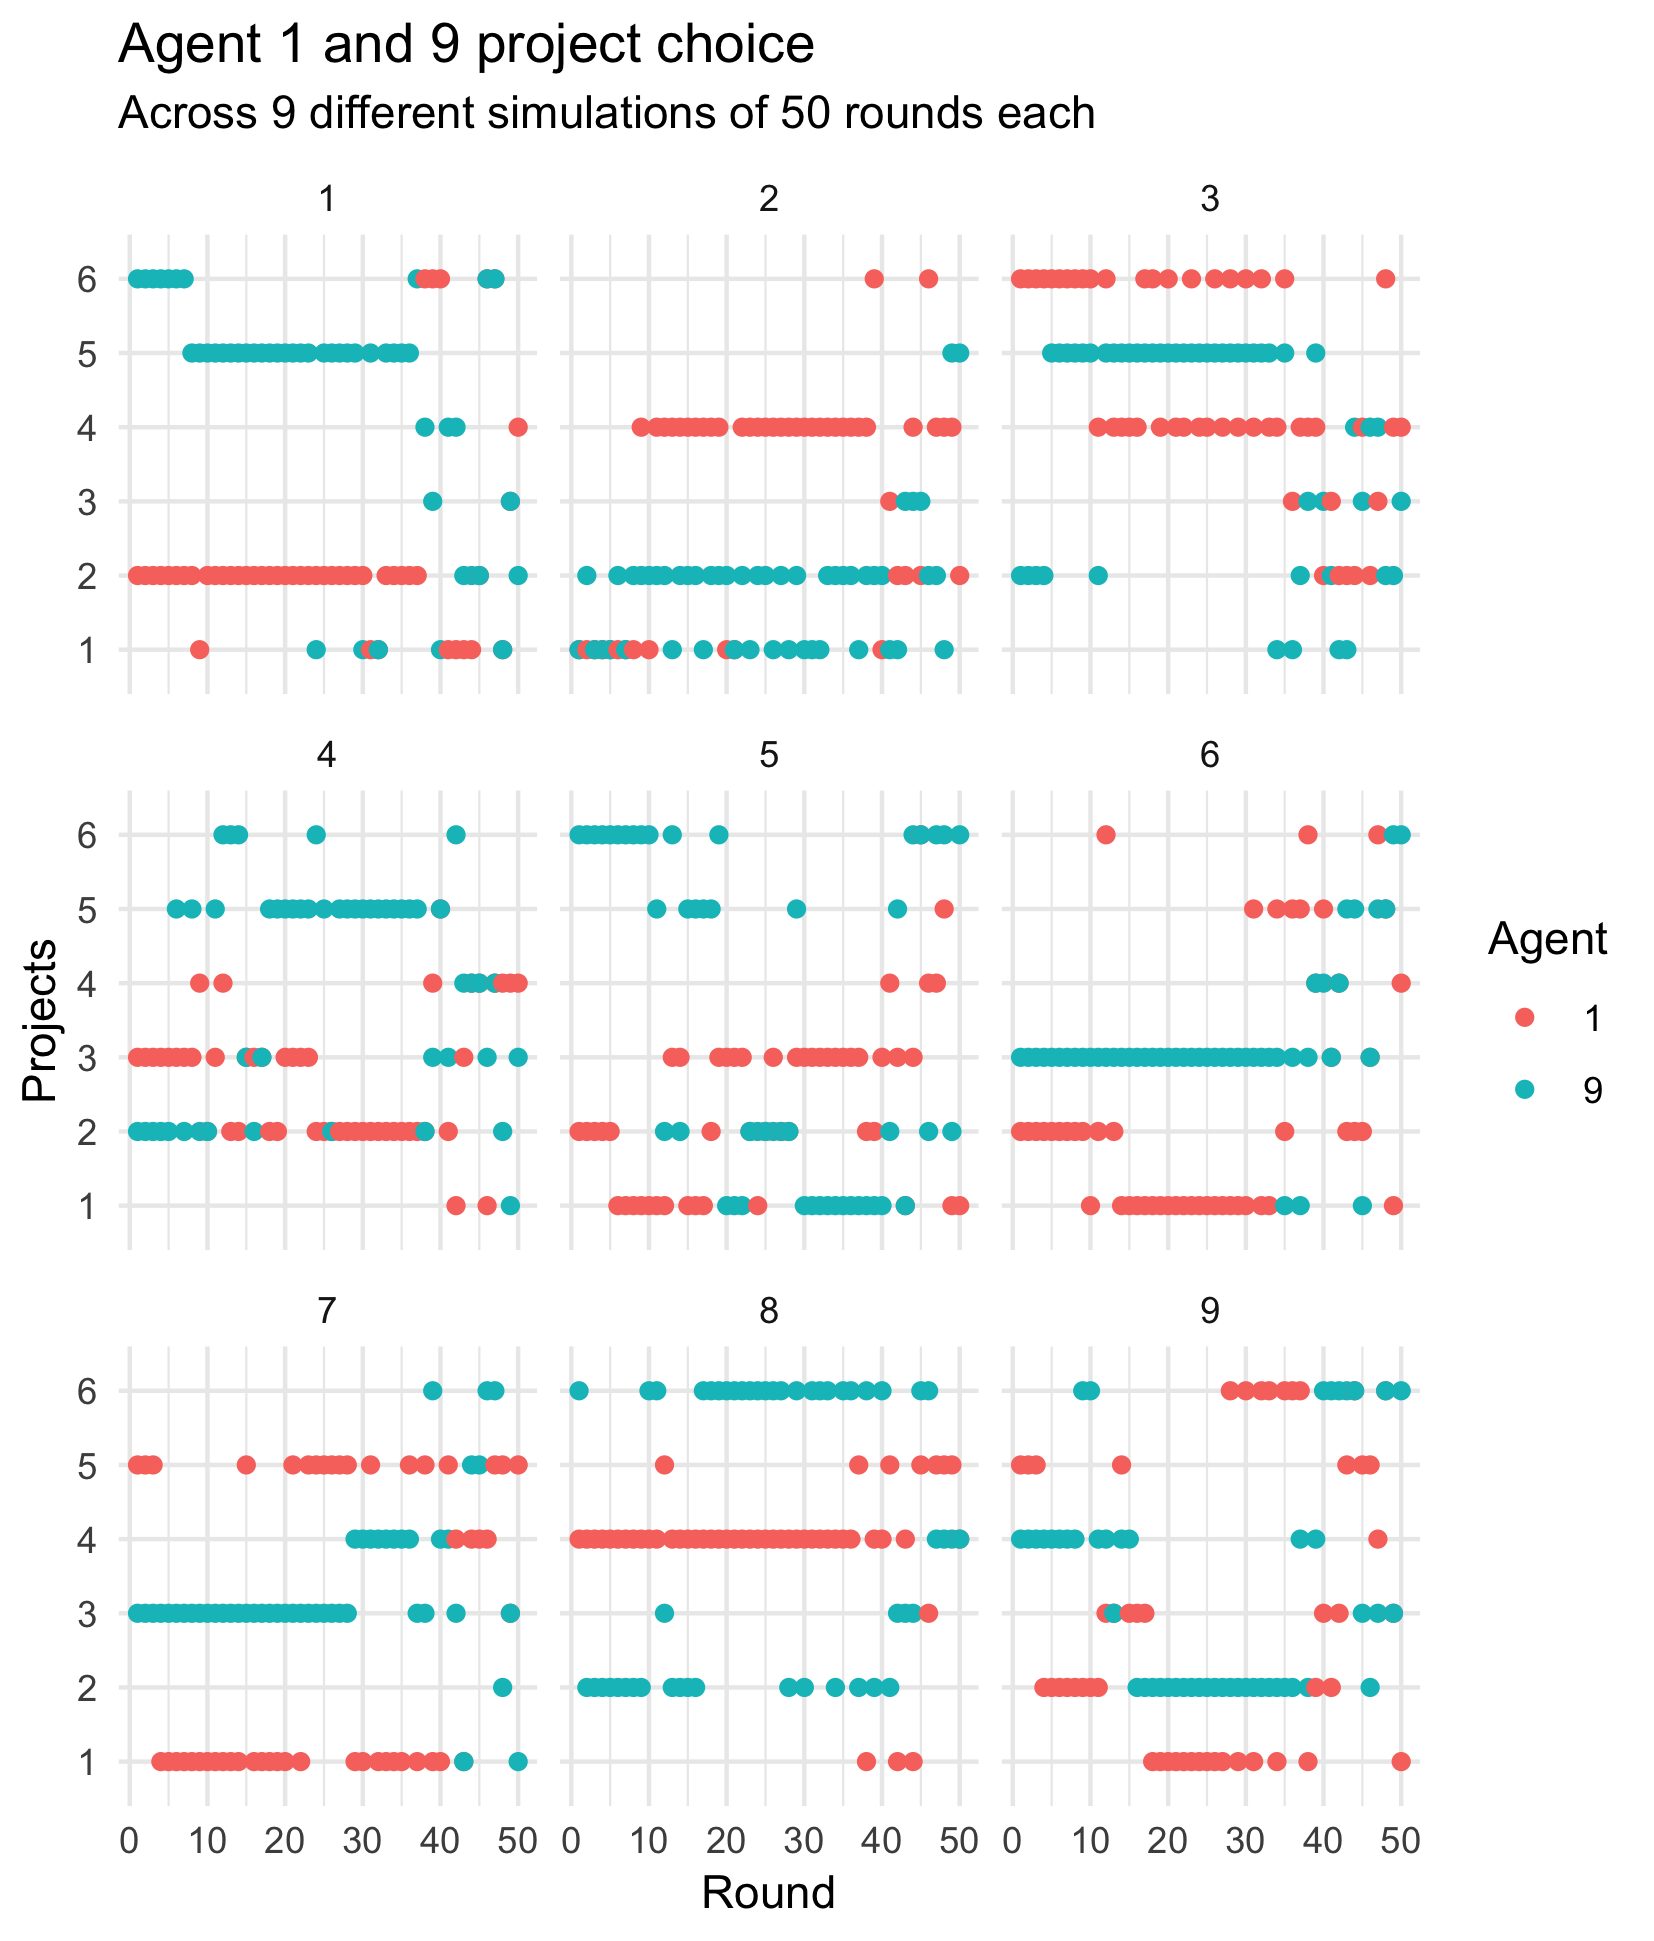 Agent 1 and 9 project choice
Across 9 different simulations of 50 rounds each
1 2 3
6
5
4
3
2
1
4 5 6
6
5
4
3
2
1
Projects
Agent
1
9
7 8 9
6
5
4
3
2
1
0 10 20 30 40 50 0 10 20 30 40 50 0 10 20 30 40 50
Round